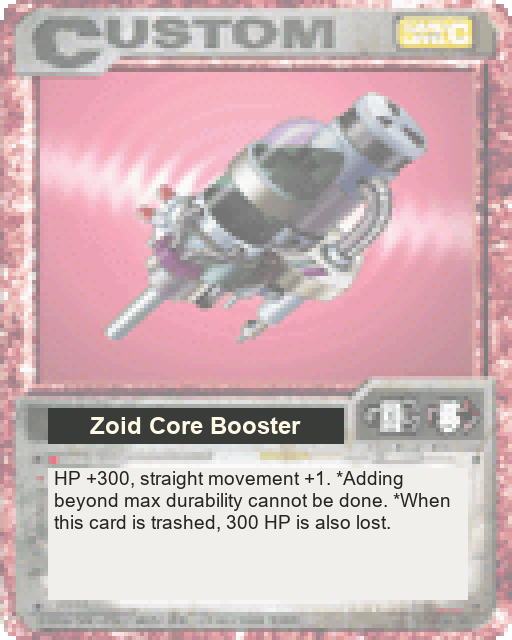 CUSTOM
Zoid Core Booster
HP +300, straight movement +1. *Adding
beyond max durability cannot be done. *When
this card is trashed, 300 HP is also lost.